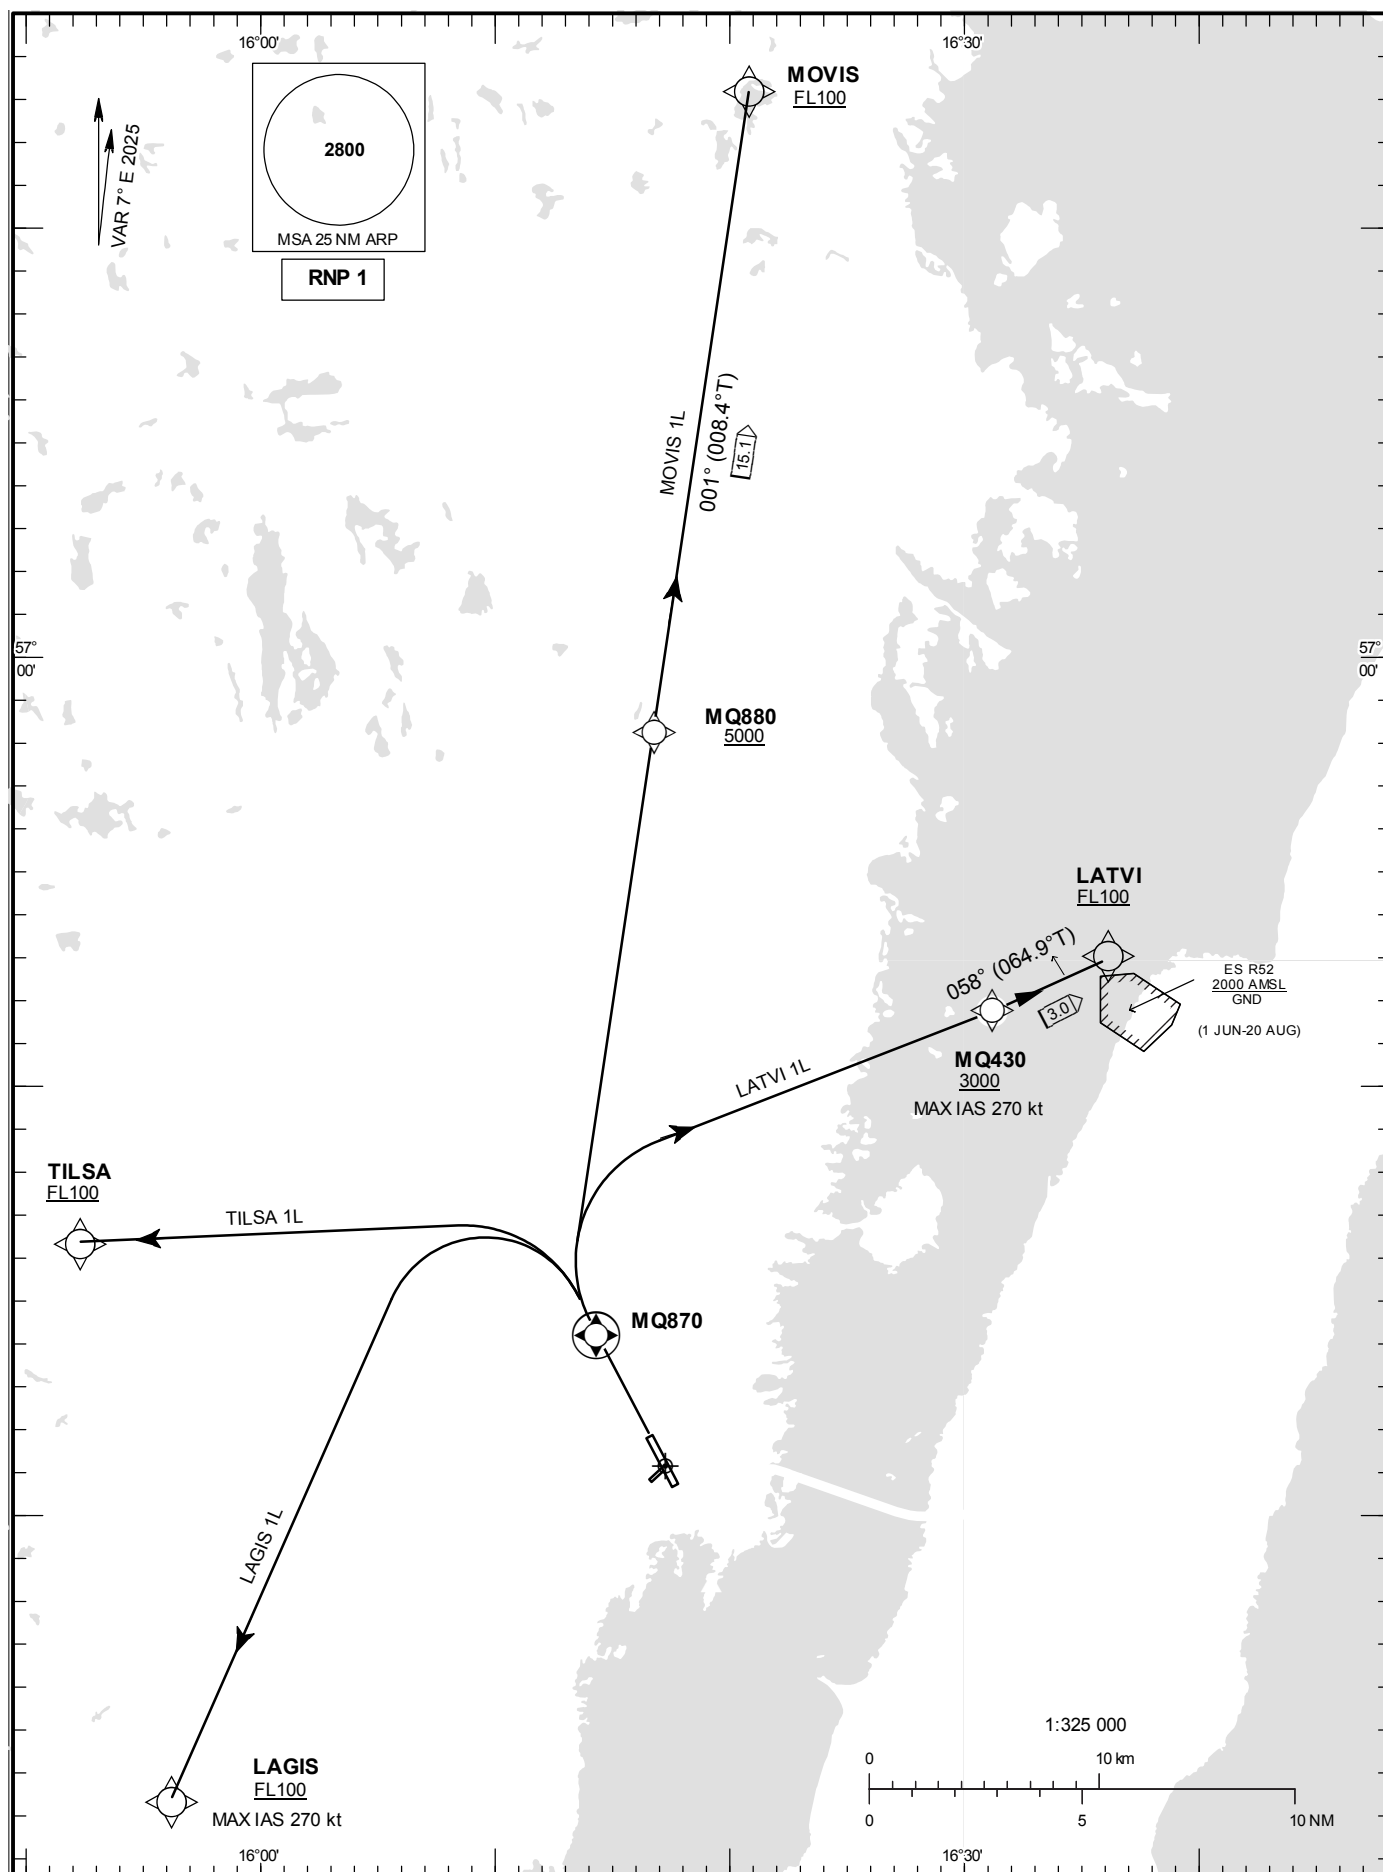 16°00'
16°30'
MOVIS
FL100
VAR 7° E 2025
2800
MSA 25 NM ARP
RNP 1
MOVIS 1L
001° (008.4°T)
15.1
57°
00'
57°
00'
MQ880
5000
LATVI
FL100
058° (064.9°T)
3.0
ES R52
2000 AMSL
GND
(1 JUN-20 AUG)
MQ430
3000
MAX IAS 270 kt
LATVI 1L
TILSA
FL100
TILSA 1L
MQ870
LAGIS 1L
1:325 000
0
10 km
0
5
10 NM
LAGIS
FL100
MAX IAS 270 kt
16°00'
16°30'